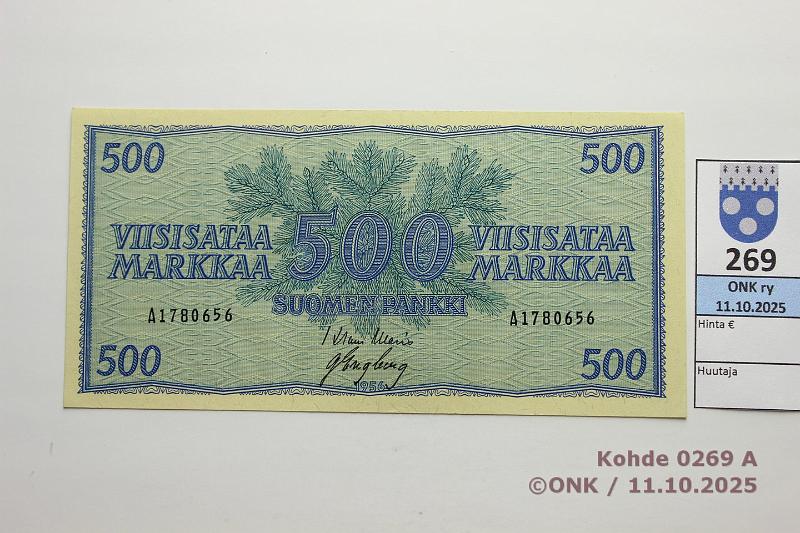 500 500
VIISISATAA 500 VIISISATAA
MARKKAA MARKKAA
SUOMEN PANKKI
A1780656 A1780656
500 1956 500
269
ONK ry
11.10.2025
Hinta €
Huutaja
Kohde 0269 A
©ONK / 11.10.2025